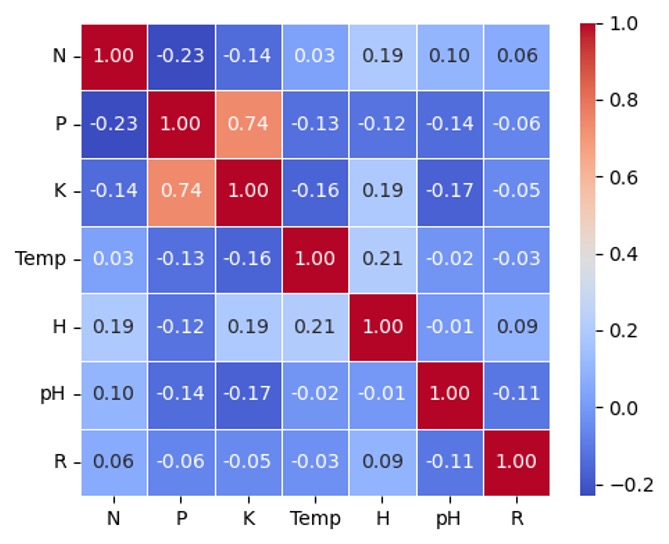 N 1.00 -0.23 -0.14 0.03 0.19 0.10 0.06
P -0.23 1.00 0.74 -0.13 -0.12 -0.14 -0.06
K -0.14 0.74 1.00 -0.16 0.19 -0.17 -0.05
Temp 0.03 -0.13 -0.16 1.00 0.21 -0.02 -0.03
H 0.19 -0.12 0.19 0.21 1.00 -0.01 0.09
pH 0.10 -0.14 -0.17 -0.02 -0.01 1.00 -0.11
R 0.06 -0.06 -0.05 -0.03 0.09 -0.11 1.00
N P K Temp H pH R
1.0
0.8
0.6
0.4
0.2
0.0
−0.2